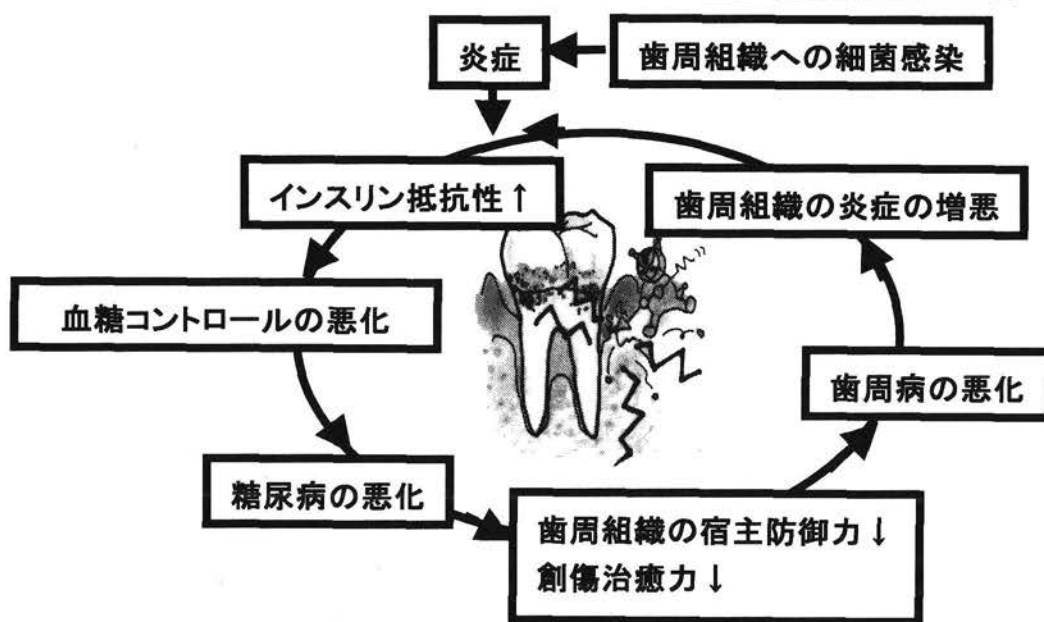 炎症
歯周組織への細菌感染
インスリン抵抗性↑
歯周組織の炎症の増悪
血糖コントロールの悪化
歯周病の悪化
糖尿病の悪化
歯周組織の宿主防御力↓
創傷治癒力↓